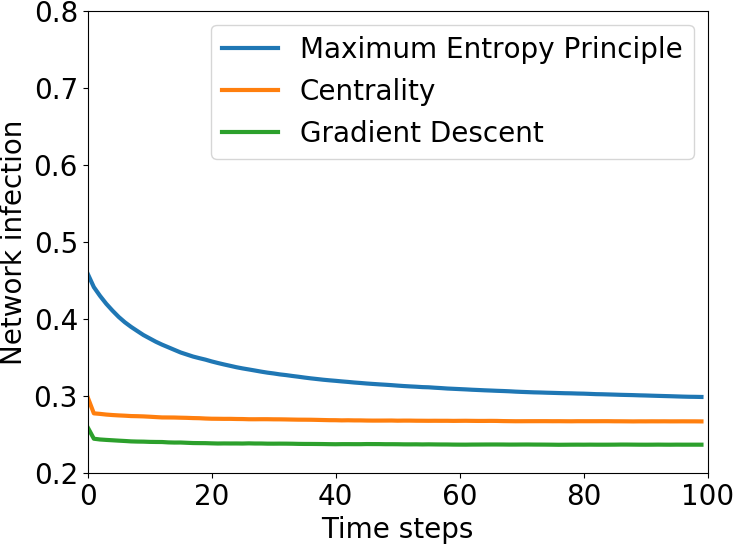 0.8
0.7
0.6
0.5
0.4
0.3
0.2
Network infection
Maximum Entropy Principle
Centrality
Gradient Descent
0 20 40 60 80 100
Time steps